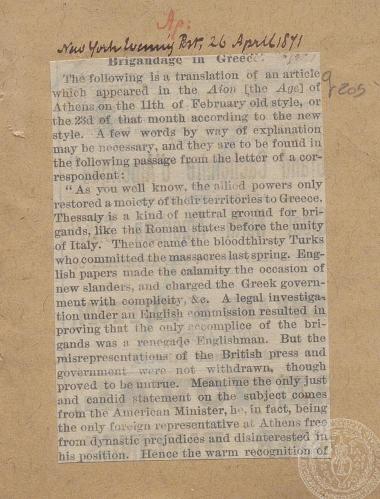 Ap:
New York Evening Post, 26 April 1871
Brigandage in Greece.
The following is a translation of an article
which appeared in the Aion [the Age] of
Athens on the 11th of February old style, or
the 23d of that month according to the new
style. A few words by way of explanation
may be necessary, and they are to be found in
the following passage from the letter of a cor-
respondent:
"As you well know, the allied powers only
restored a moiety of their territories to Greece.
Thessaly is a kind of neutral ground for bri-
gands, like the Roman states before the unity
of Italy. Thence came the bloodthirsty Turks
who committed the massacres last spring. Eng-
lish papers made the calamity the occasion of
new slanders, and charged the Greek govern-
ment with complicity, &c. A legal investiga-
tion under an English commission resulted in
proving that the only accomplice of the bri-
gands was a renegade Englishman. But the
misrepresentations of the British press and
government were not withdrawn, though
proved to be untrue. Meantime the only just
and candid statement on the subject comes
from the American Minister, he, in fact, being
the only foreign representative at Athens free
from dynastic prejudices and disinterested in
his position. Hence the warm recognition of